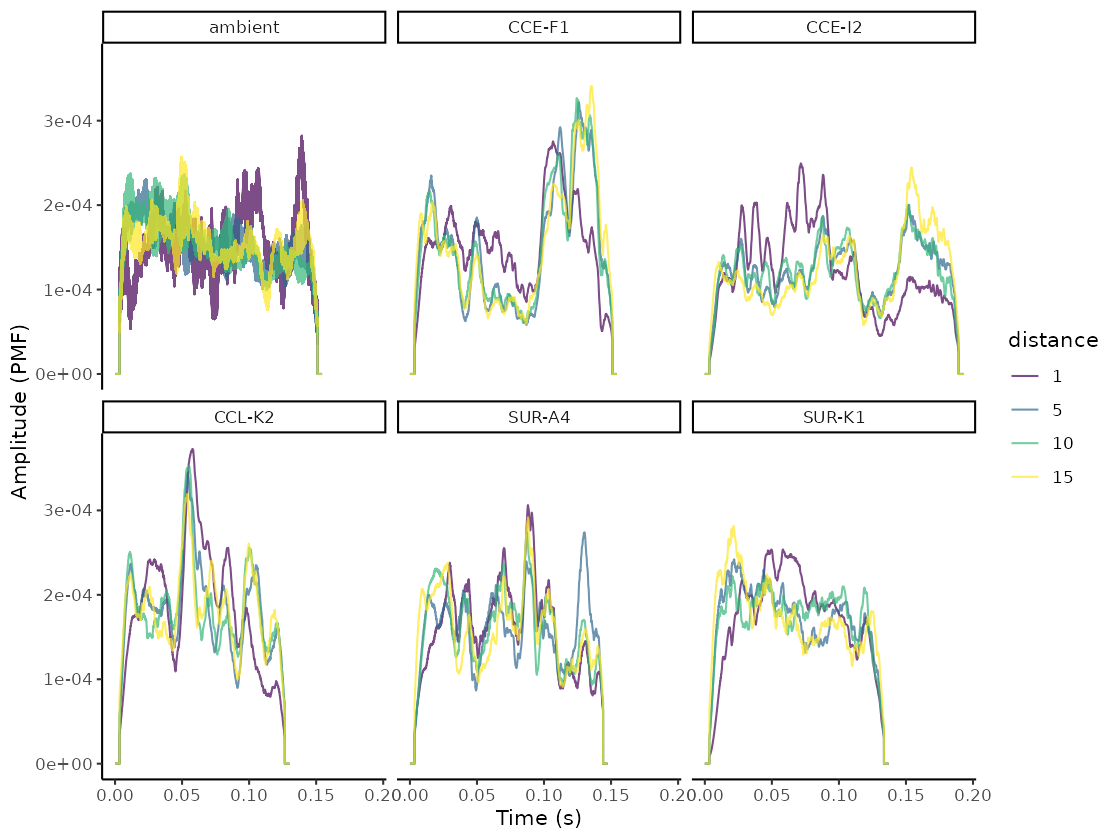 ambient CCE-F1 CCE-I2
3e-04
2e-04
1e-04
0e+00
CCL-K2 SUR-A4 SUR-K1
3e-04
2e-04
1e-04
0e+00
0.00 0.05 0.10 0.15 0.20 0.00 0.05 0.10 0.15 0.20 0.00 0.05 0.10 0.15 0.20
Time (s)
Amplitude (PMF)
distance
1
5
10
15